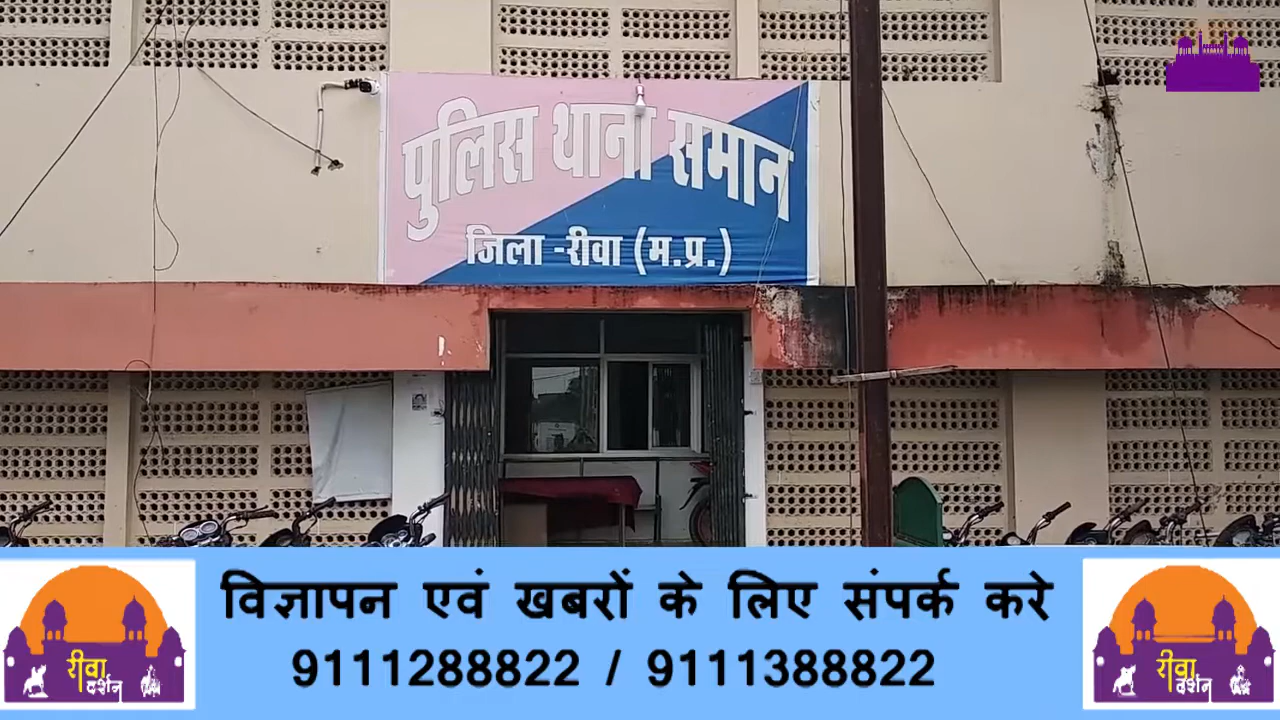 पुलिस थाना समान
जिला -रीवा (म.प्र.)
विज्ञापन एवं खबरों के लिए संपर्क करे
9111288822 / 9111388822
रीवा
दर्शन
रीवा
दर्शन